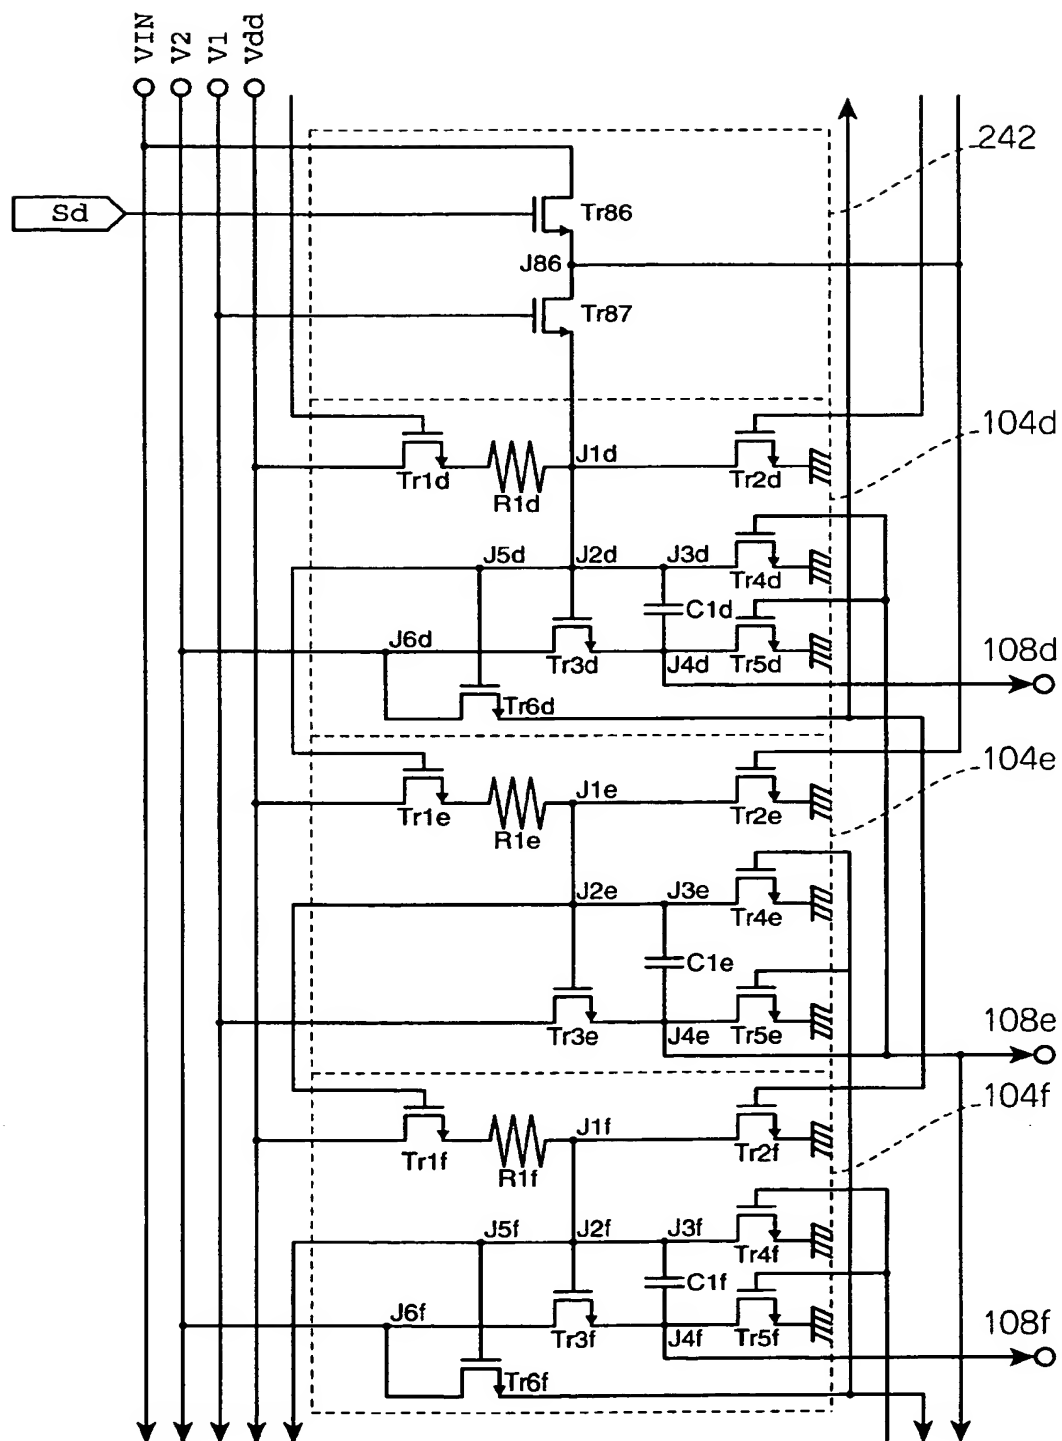 VIN
V2
V1
Vdd
242
Sd
Tr86
J86
Tr87
104d
J1d
Tr1d
R1d
Tr2d
J5d
J2d
J3d
Tr4d
C1d
J6d
Tr3d
J4d
Tr5d
108d
Tr6d
104e
J1e
Tr1e
R1e
Tr2e
J2e
J3e
Tr4e
C1e
Tr3e
J4e
Tr5e
108e
104f
J1f
Tr1f
R1f
Tr2f
J5f
J2f
J3f
Tr4f
C1f
J6f
Tr3f
J4f
Tr5f
108f
Tr6f